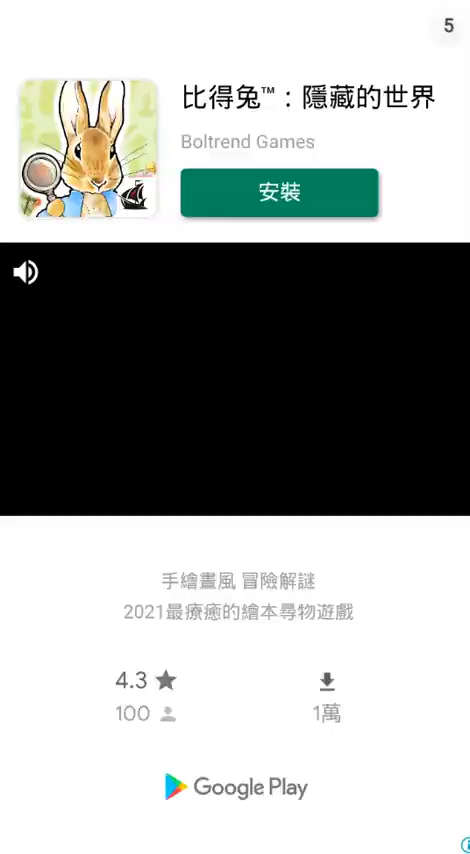 5
比得兔™：隱藏的世界
Boltrend Games
安裝
手繪畫風 冒險解謎
2021最療癒的繪本尋物遊戲
4.3
100
1萬
Google Play